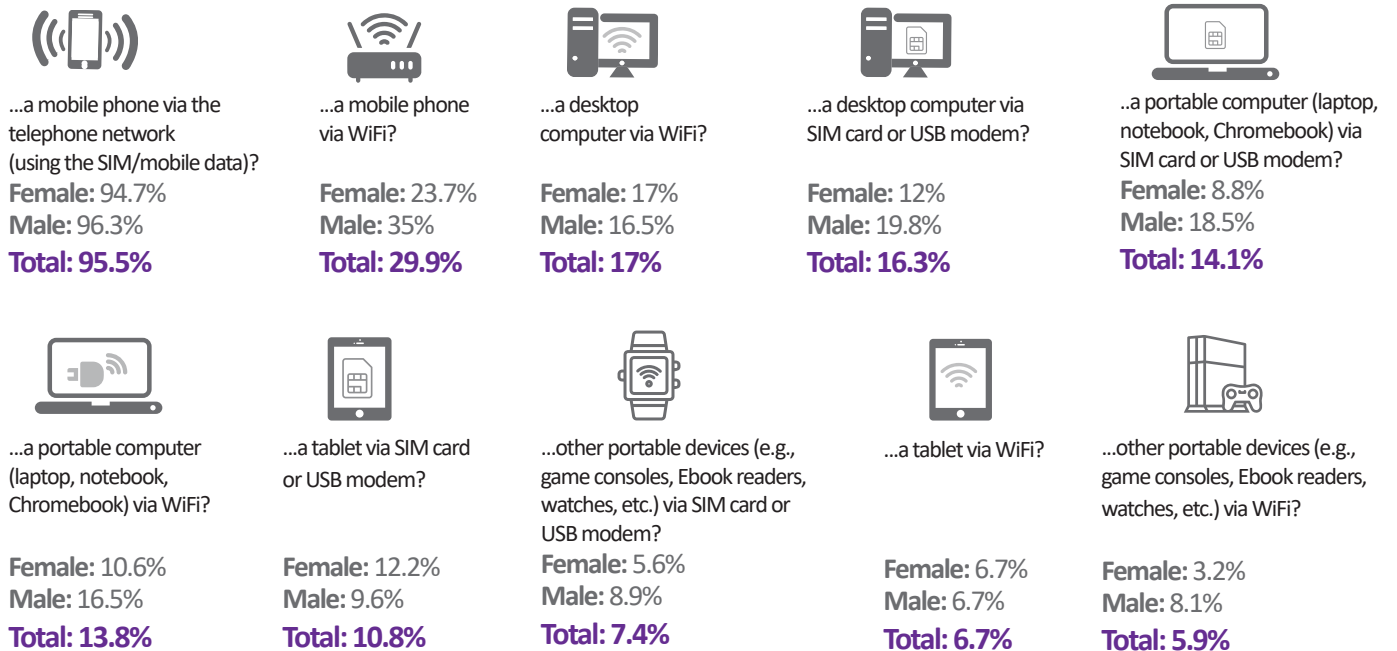 ...a mobile phone via the
telephone network
(using the SIM/mobile data)?
Female: 94.7%
Male: 96.3%
Total: 95.5%
...a mobile phone
via WiFi?
Female: 23.7%
Male: 35%
Total: 29.9%
...a desktop
computer via WiFi?
Female: 17%
Male: 16.5%
Total: 17%
...a desktop computer via
SIM card or USB modem?
Female: 12%
Male: 19.8%
Total: 16.3%
..a portable computer (laptop,
notebook, Chromebook) via
SIM card or USB modem?
Female: 8.8%
Male: 18.5%
Total: 14.1%
...a portable computer
(laptop, notebook,
Chromebook) via WiFi?
Female: 10.6%
Male: 16.5%
Total: 13.8%
...a tablet via SIM card
or USB modem?
Female: 12.2%
Male: 9.6%
Total: 10.8%
...other portable devices (e.g.,
game consoles, Ebook readers,
watches, etc.) via SIM card or
USB modem?
Female: 5.6%
Male: 8.9%
Total: 7.4%
...a tablet via WiFi?
Female: 6.7%
Male: 6.7%
Total: 6.7%
...other portable devices (e.g.,
game consoles, Ebook readers,
watches, etc.) via WiFi?
Female: 3.2%
Male: 8.1%
Total: 5.9%